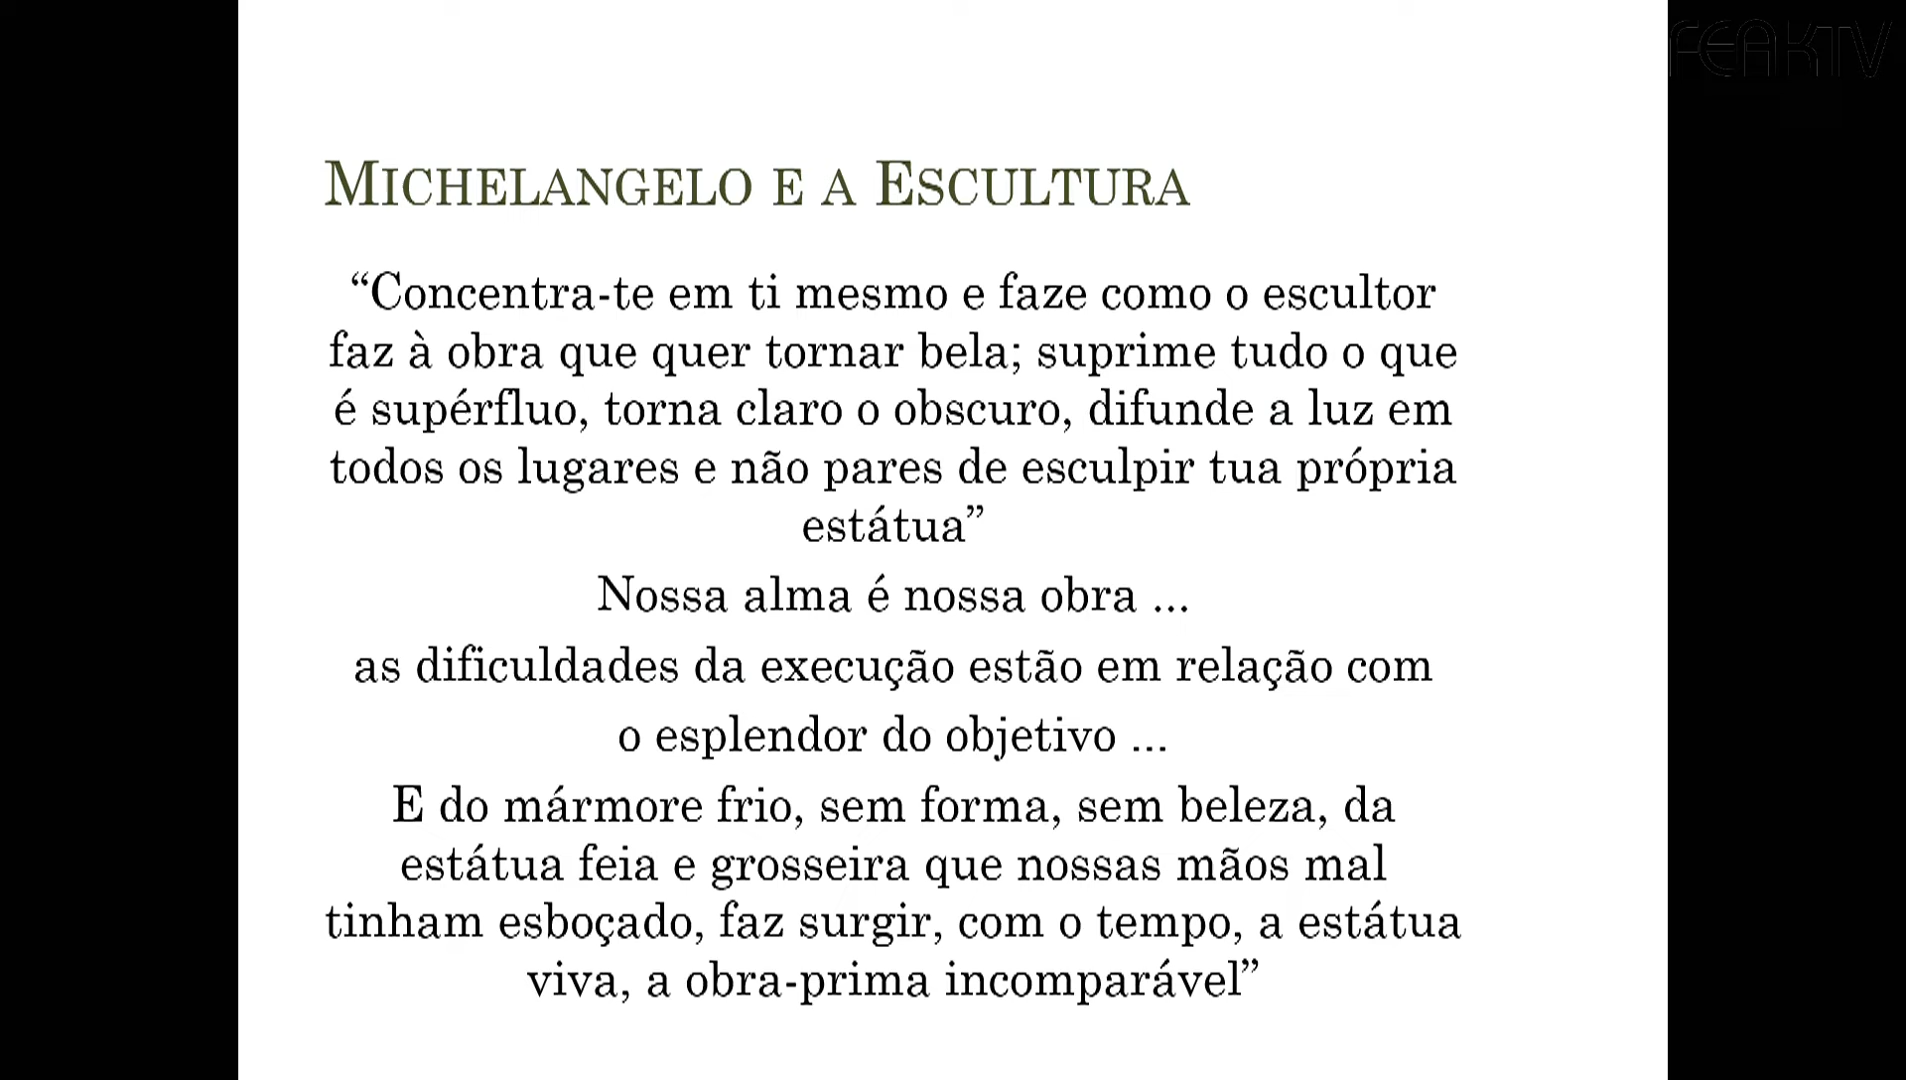 FEAKTV
MICHELANGELO E A ESCULTURA
“Concentra-te em ti mesmo e faze como o escultor
faz à obra que quer tornar bela; suprime tudo o que
é supérfluo, torna claro o obscuro, difunde a luz em
todos os lugares e não pares de esculpir tua própria
estátua”
Nossa alma é nossa obra ...
as dificuldades da execução estão em relação com
o esplendor do objetivo ...
E do mármore frio, sem forma, sem beleza, da
estátua feia e grosseira que nossas mãos mal
tinham esboçado, faz surgir, com o tempo, a estátua
viva, a obra-prima incomparável”